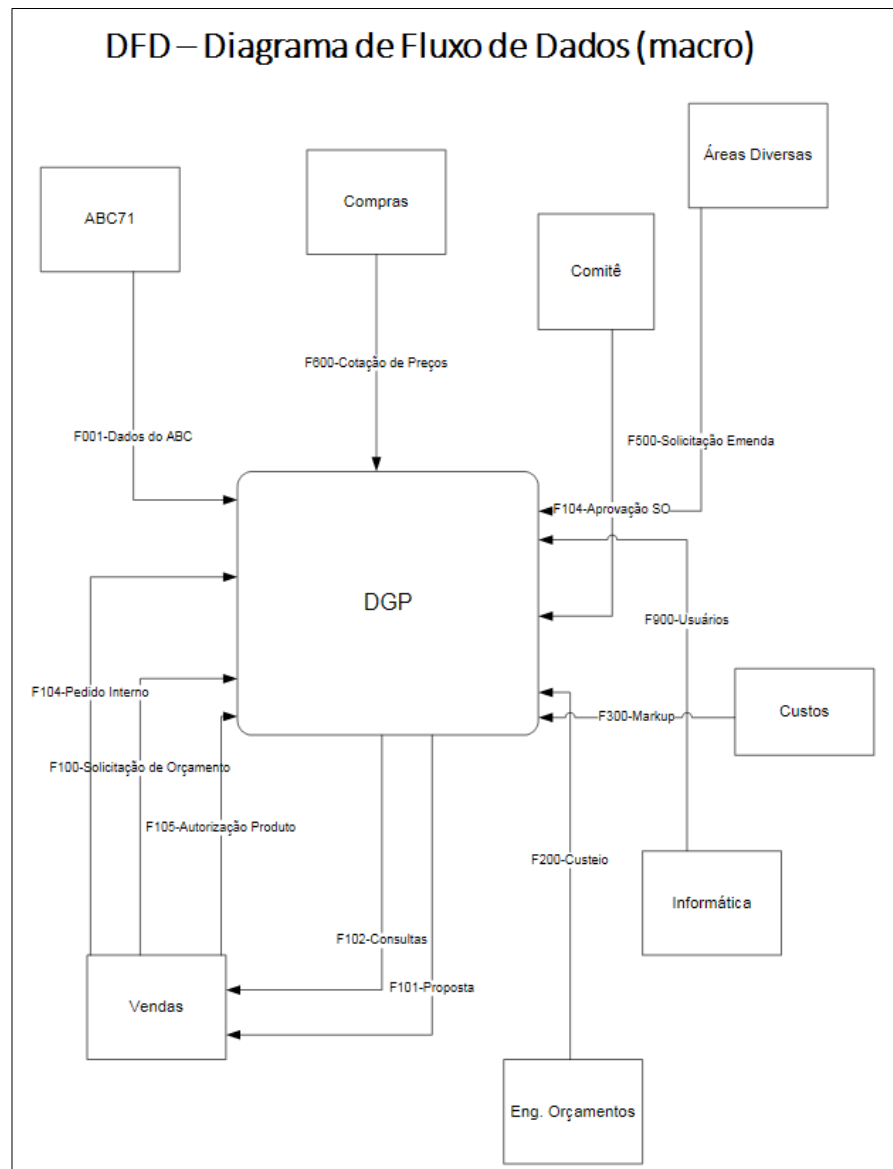 DFD – Diagrama de Fluxo de Dados (macro)
Áreas Diversas
Compras
ABC71
Comitê
F600-Cotação de Preços
F001-Dados do ABC
F500-Solicitação Emenda
F104-Aprovação SO
DGP
F900-Usuários
F104-Pedido Interno
F300-Markup
Custos
F100-Solicitação de Orçamento
F105-Autorização Produto
F200-Custeio
Informática
F102-Consultas
F101-Proposta
Vendas
Eng. Orçamentos